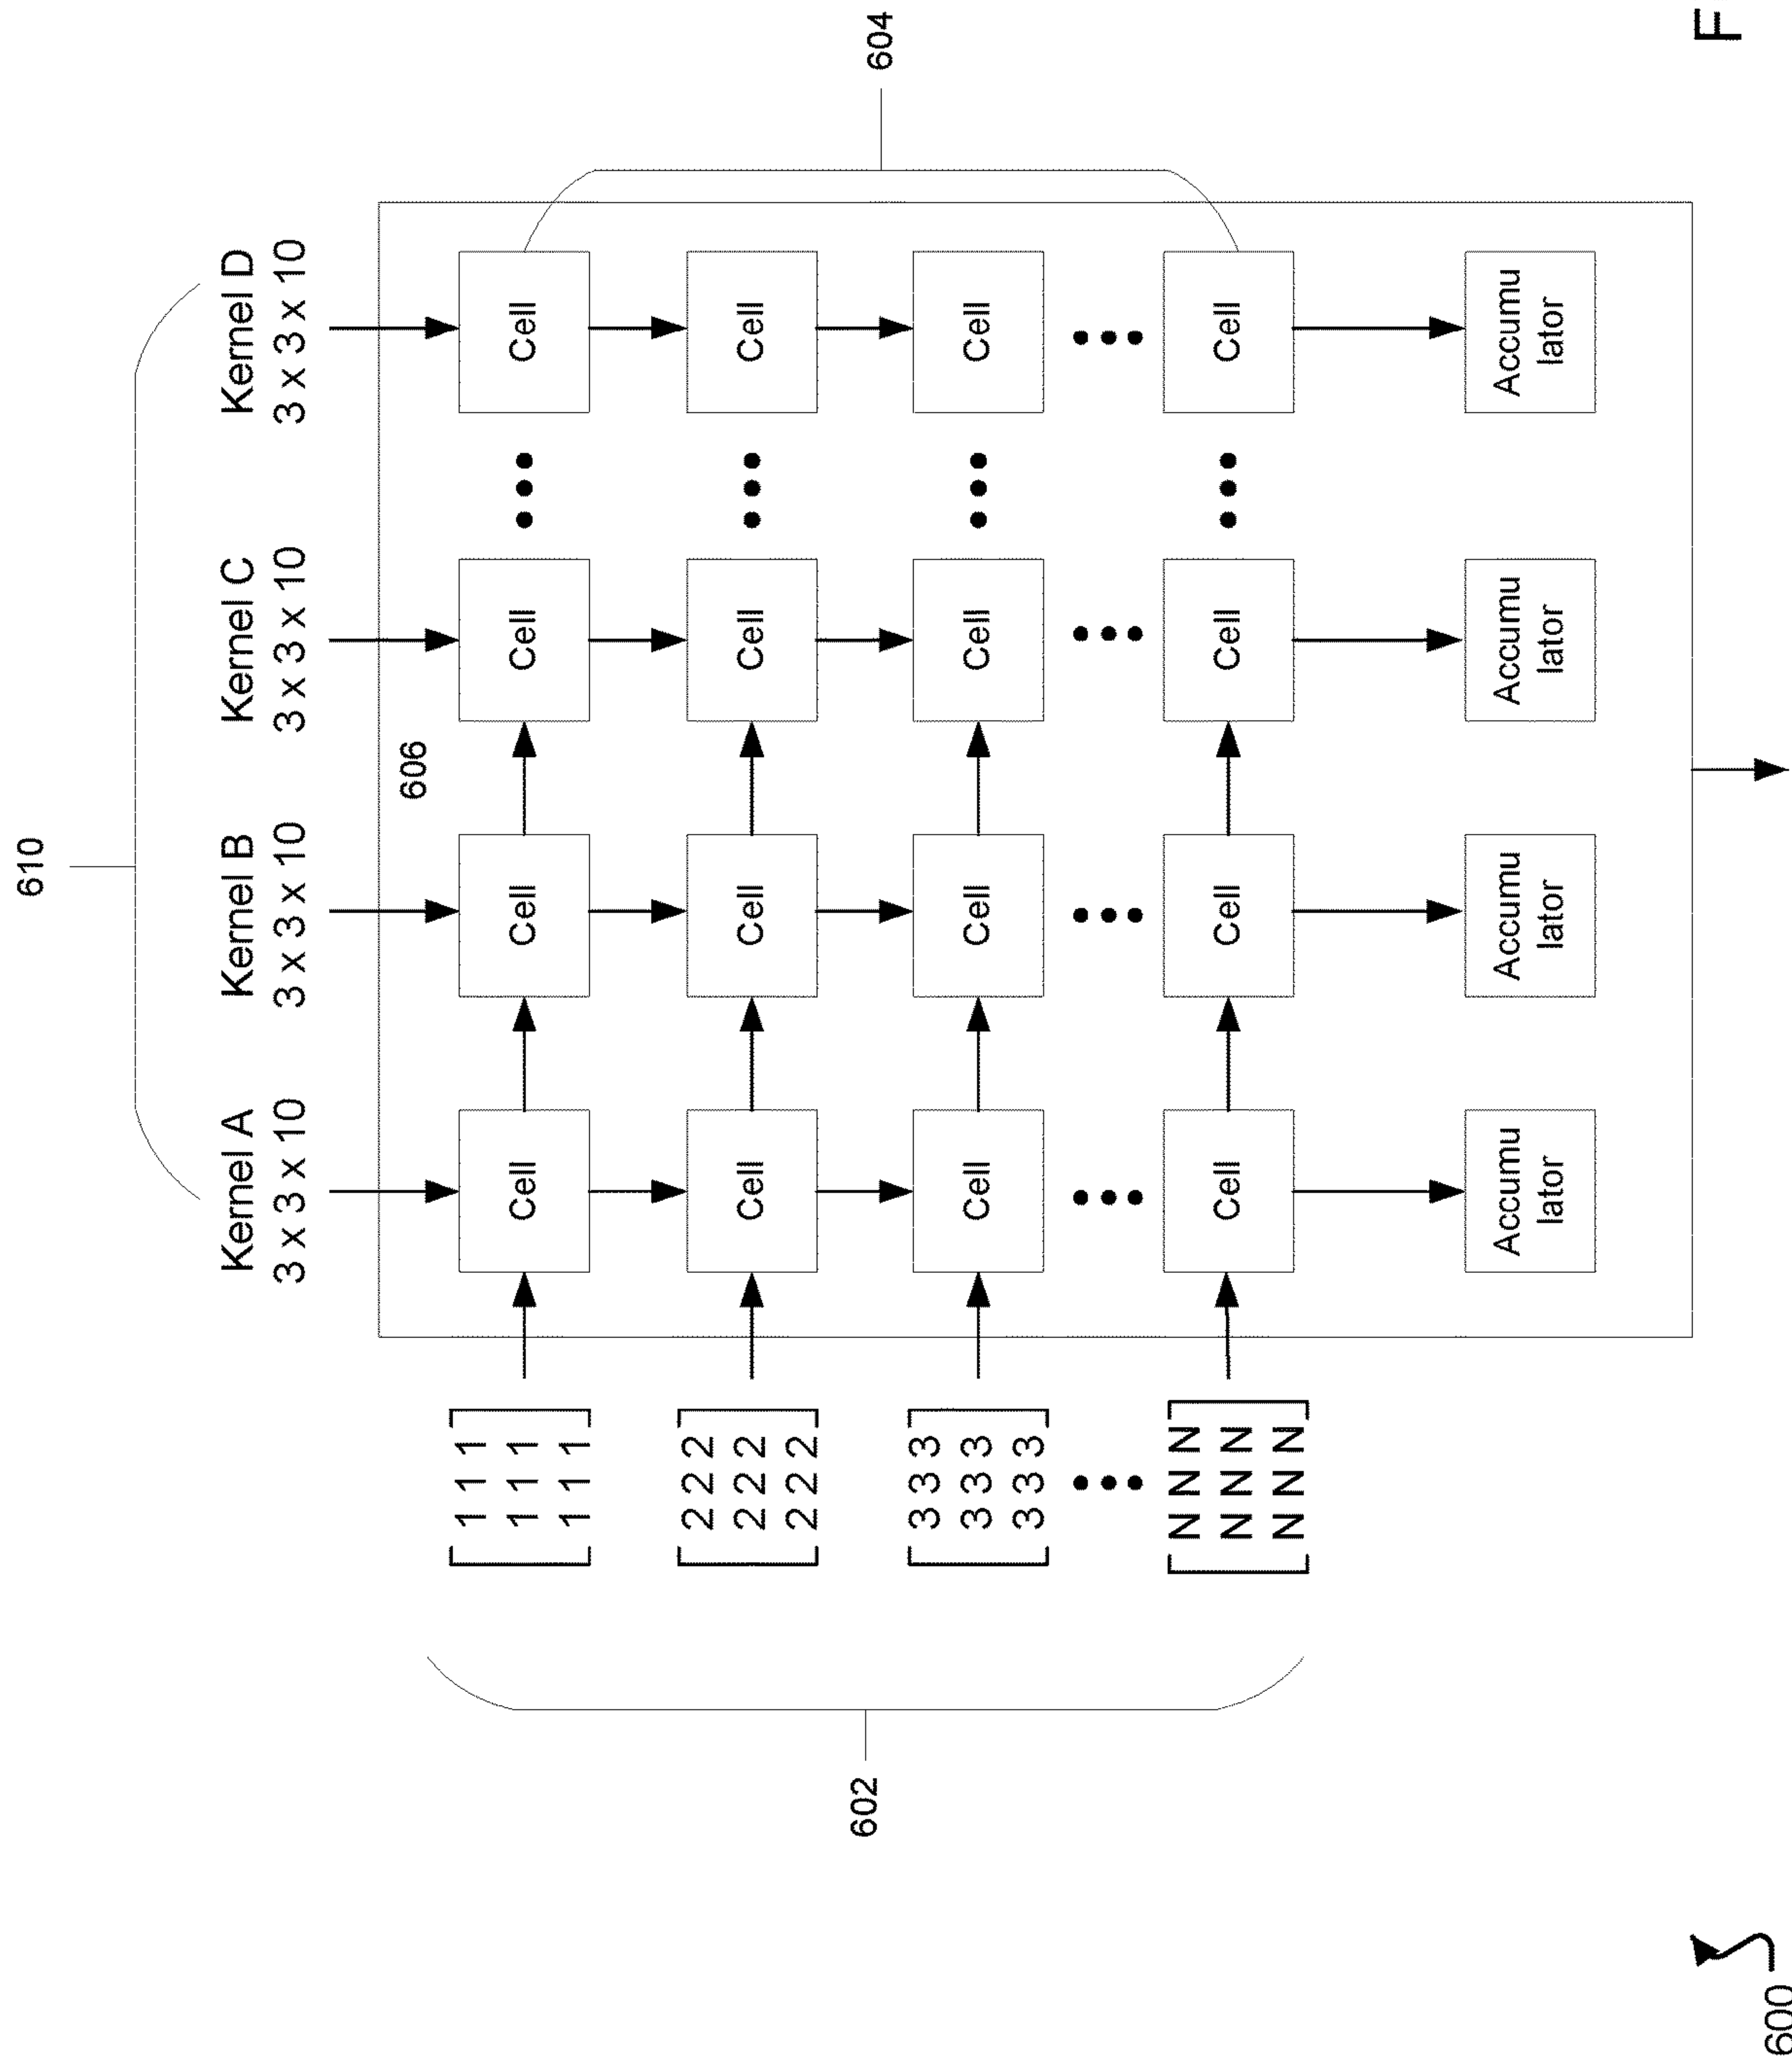 610
Kernel A Kernel B Kernel C Kernel D
3 x 3 x 10 3 x 3 x 10 3 x 3 x 10 3 x 3 x 10
606
1 1 1
1 1 1 Cell Cell Cell Cell
1 1 1
2 2 2
2 2 2 Cell Cell Cell Cell
2 2 2
602
604
3 3 3
3 3 3 Cell Cell Cell Cell
3 3 3
N N N
N N N Cell Cell Cell Cell
N N N
Accumu Accumu Accumu Accumu
lator lator lator lator
F
600